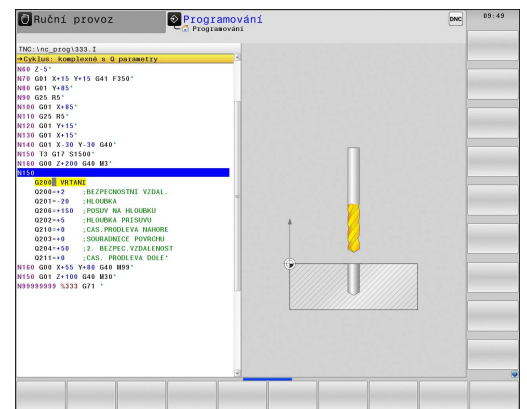 Ruční provoz
Programování
Programování
DNC
09:49
TNC:\nc_prog\333.I
→Cyklus: komplexně s Q parametry
N60 Z-5*
N70 G01 X+15 Y+15 G41 F350*
N80 G01 Y+85*
N90 G25 R5*
N100 G01 X+85*
N110 G25 R5*
N120 G01 Y+15*
N130 G01 X+15*
N140 G01 X-30 Y-30 G40*
N150 T3 G17 S1500*
N160 G00 Z+200 G40 M3*
N150
G200 VRTANI
Q200=+2 ;BEZPECNOSTNI VZDAL.
Q201=-20 ;HLOUBKA
Q206=+150 ;POSUV NA HLOUBKU
Q202=+5 ;HLOUBKA PRISUVU
Q210=+0 ;CAS.PRODLEVA NAHORE
Q203=+0 ;SOURADNICE POVRCHU
Q204=+50 ;2. BEZPEC.VZDALENOST
Q211=+0 ;CAS. PRODLEVA DOLE*
N160 G00 X+55 Y+80 G40 M99*
N150 G01 Z+100 G40 M30*
N99999999 %333 G71 *